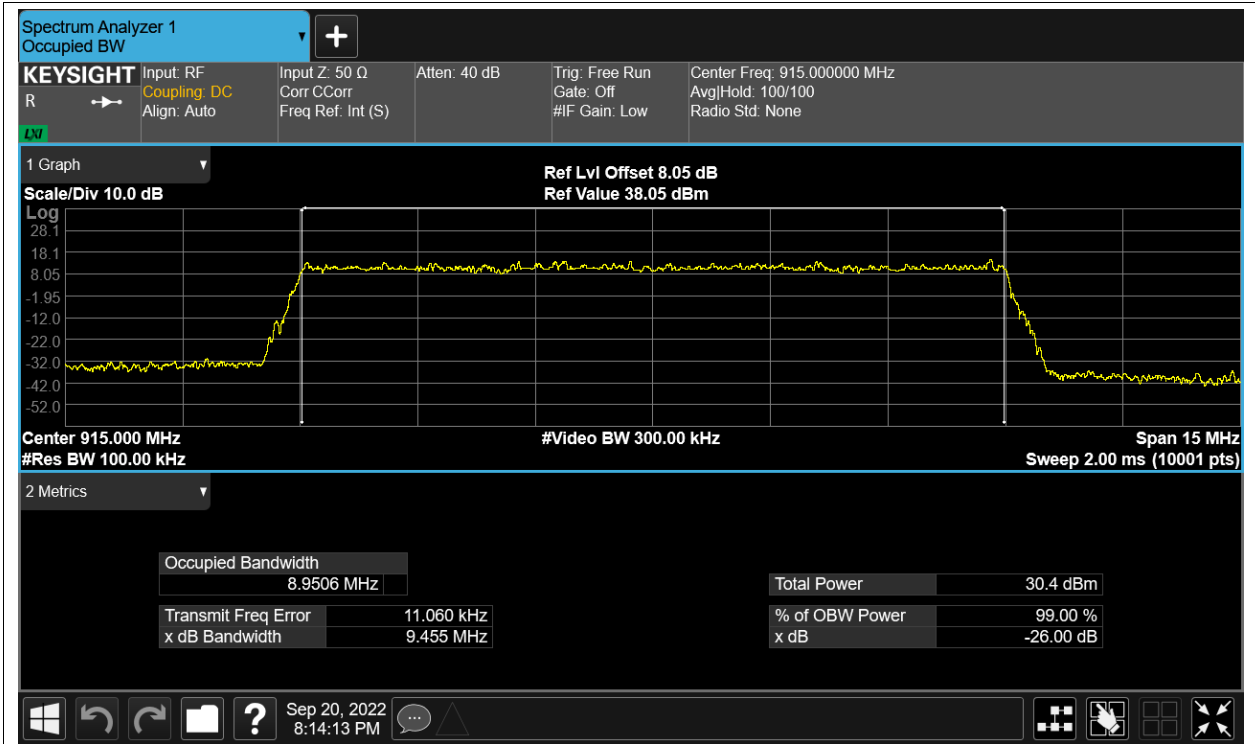 Spectrum Analyzer 1
Occupied BW
KEYSIGHT
R
LXI
Input: RF
Coupling: DC
Align: Auto
Input Z: 50 Ω
Corr CCorr
Freq Ref: Int (S)
Atten: 40 dB
Trig: Free Run
Gate: Off
#IF Gain: Low
Center Freq: 915.000000 MHz
Avg|Hold: 100/100
Radio Std: None
1 Graph
Scale/Div 10.0 dB
Ref Lvl Offset 8.05 dB
Ref Value 38.05 dBm
Log
28.1
18.1
8.05
-1.95
-12.0
-22.0
-32.0
-42.0
-52.0
Center 915.000 MHz
#Res BW 100.00 kHz
#Video BW 300.00 kHz
Span 15 MHz
Sweep 2.00 ms (10001 pts)
2 Metrics
Occupied Bandwidth
8.9506 MHz
Transmit Freq Error 11.060 kHz
x dB Bandwidth 9.455 MHz
Total Power 30.4 dBm
% of OBW Power 99.00 %
x dB -26.00 dB
?
Sep 20, 2022
8:14:13 PM